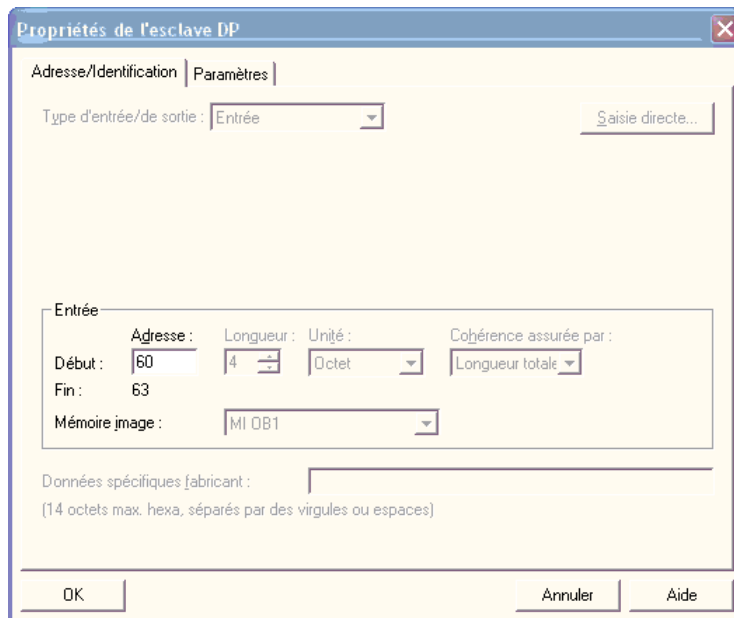 Propriétés de l'esclave DP
Adresse/Identification Paramètres
Type d'entrée/de sortie : Entrée Saisie directe...
Entrée
Adresse : Longueur : Unité : Cohérence assurée par :
Début : 60 4 Octet Longueur totale
Fin : 63
Mémoire image : MI OB1
Données spécifiques fabricant :
(14 octets max. hexa, séparés par des virgules ou espaces)
OK Annuler Aide